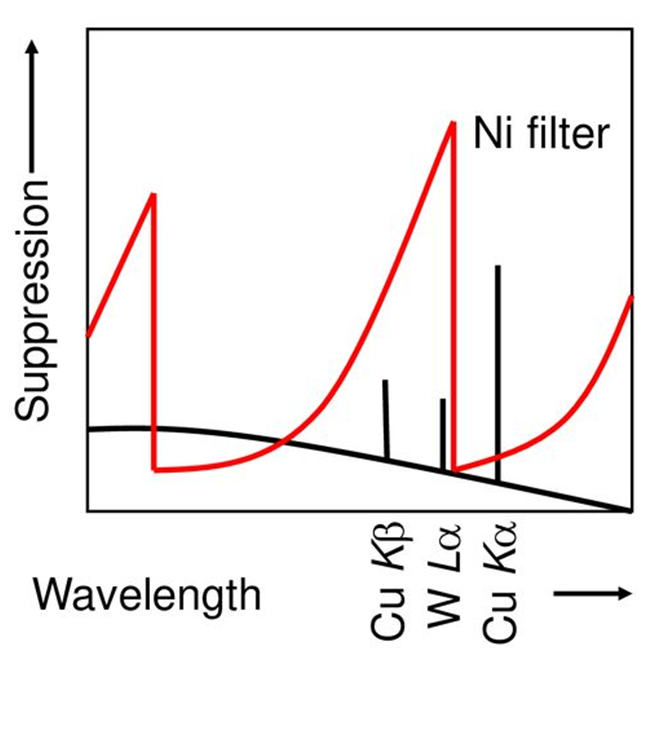 Suppression
Ni filter
Cu Kβ
W Lα
Cu Kα
Wavelength